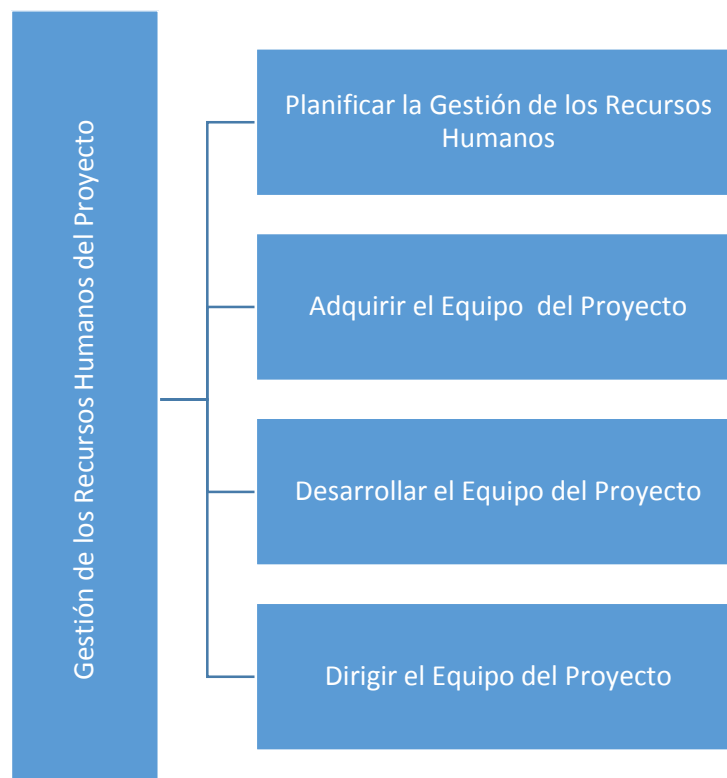 Gestión de los Recursos Humanos del Proyecto
Planificar la Gestión de los Recursos
Humanos
Adquirir el Equipo  del Proyecto
Desarrollar el Equipo del Proyecto
Dirigir el Equipo del Proyecto